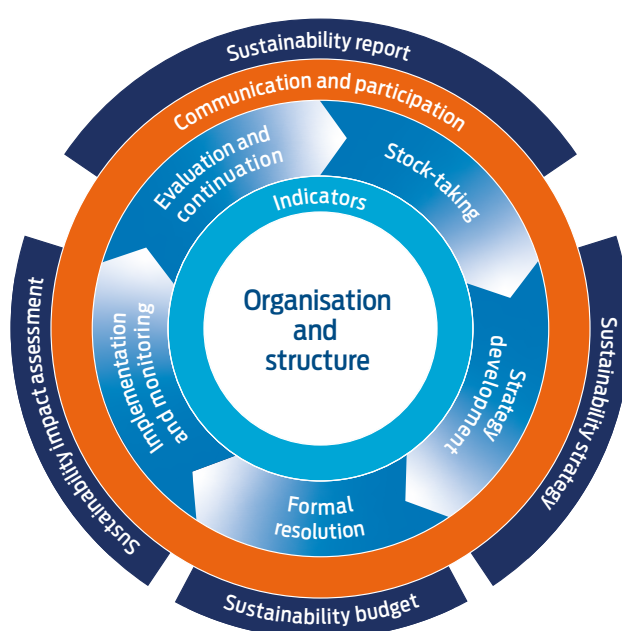 Sustainability report
Communication and participation
Evaluation and
continuation
Stock-taking
Indicators
Organisation
and
structure
Sustainability impact assessment
Implementation
and monitoring
Strategy
development
Sustainability strategy
Formal
resolution
Sustainability budget